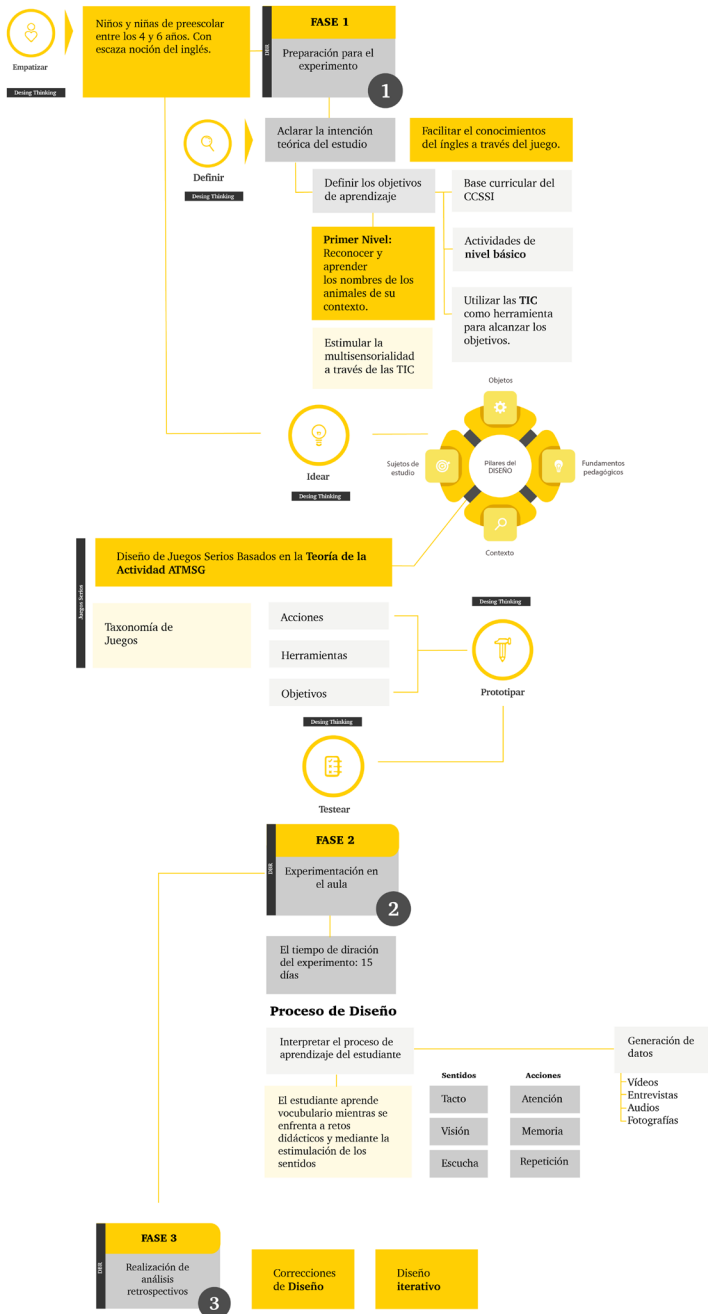 Empatizar
Desing Thinking
Niños y niñas de preescolar
entre los 4 y 6 años. Con
escaza noción del inglés.
DBR
FASE 1
Preparación para el
experimento
1
Definir
Desing Thinking
Aclarar la intención
teórica del estudio
Facilitar el conocimientos
del íngles a través del juego.
Definir los objetivos
de aprendizaje
Base curricular del
CCSSI
Primer Nivel:
Reconocer y
aprender
los nombres de los
animales de su
contexto.
Actividades de
nivel básico
Utilizar las TIC
como herramienta
para alcanzar los
objetivos.
Estimular la
multisensorialidad
a través de las TIC
Idear
Desing Thinking
Objetos
Sujetos de
estudio
Pilares del
DISEÑO
Fundamentos
pedagógicos
Contexto
Juegos Serios
Diseño de Juegos Serios Basados en la Teoría de la
Actividad ATMSG
Taxonomía de
Juegos
Acciones
Herramientas
Objetivos
Desing Thinking
Prototipar
Desing Thinking
Testear
DBR
FASE 2
Experimentación en
el aula
2
El tiempo de diración
del experimento: 15
días
Proceso de Diseño
Interpretar el proceso de
aprendizaje del estudiante
Generación de
datos
Vídeos
Entrevistas
Audios
Fotografías
El estudiante aprende
vocubulario mientras se
enfrenta a retos
didácticos y mediante la
estimulación de los
sentidos
Sentidos
Tacto
Visión
Escucha
Acciones
Atención
Memoria
Repetición
DBR
FASE 3
Realización de
análisis
retrospectivos
3
Correcciones
de Diseño
Diseño
iterativo